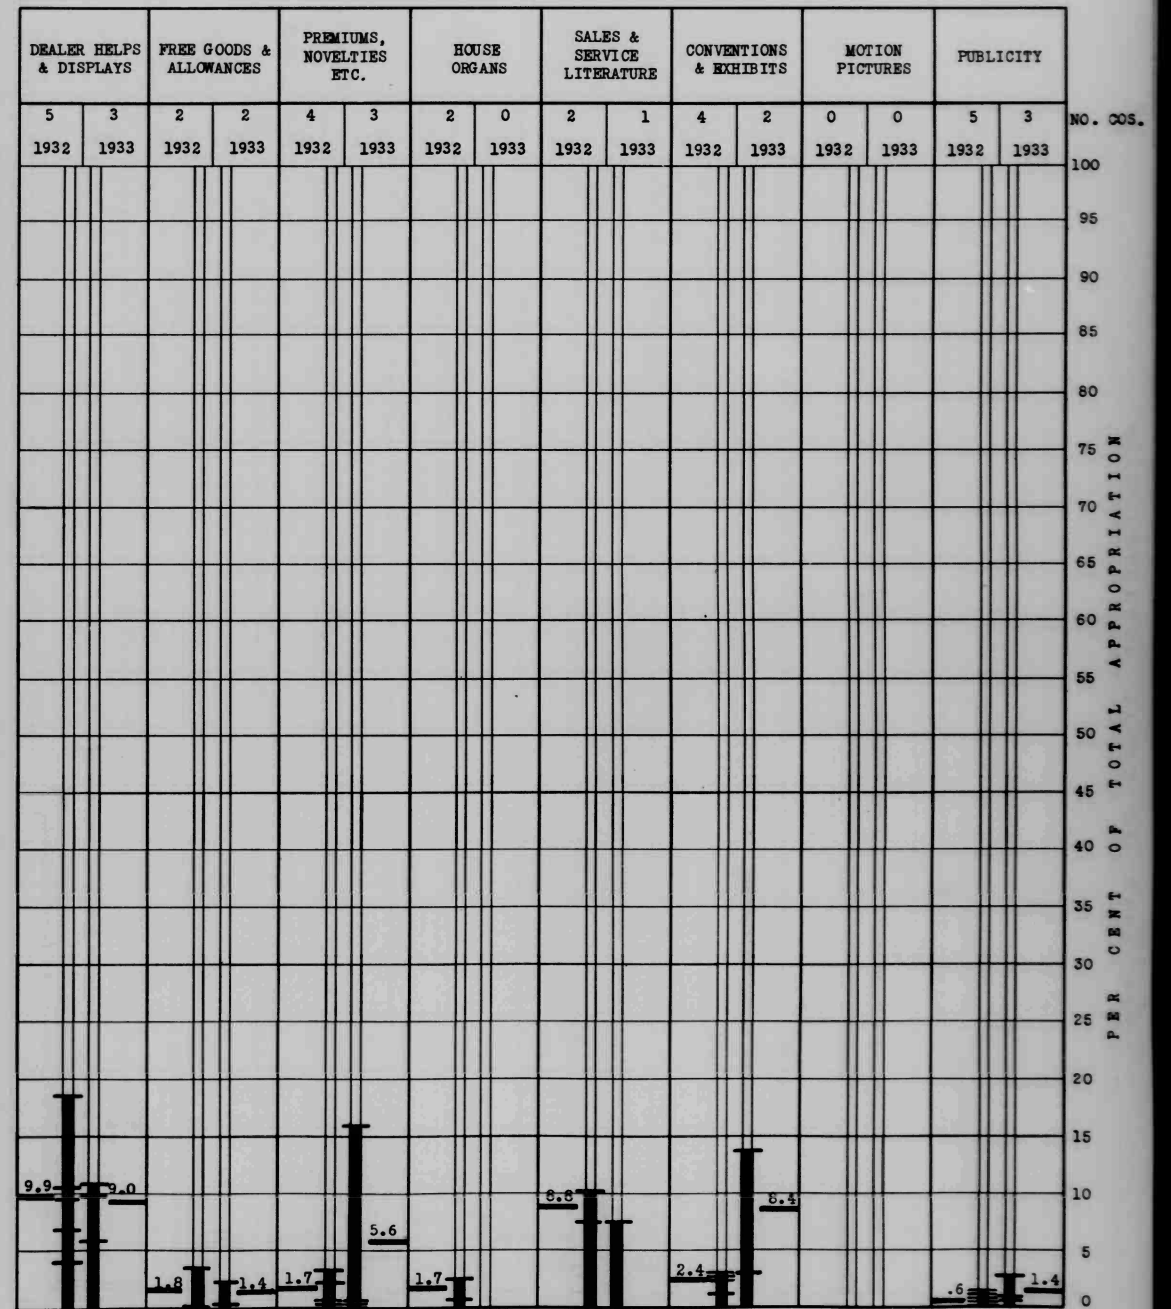 DEALER HELPS
& DISPLAYS
FREE GOODS &
ALLOWANCES
PREMIUMS,
NOVELTIES
ETC.
HOUSE
ORGANS
SALES &
SERVICE
LITERATURE
CONVENTIONS
& EXHIBITS
MOTION
PICTURES
PUBLICITY
5 3 2 2 4 3 2 0 2 1 4 2 0 0 5 3 NO. COS.
1932 1933 1932 1933 1932 1933 1932 1933 1932 1933 1932 1933 1932 1933 1932 1933
100
95
90
85
80
75
70
65
60
55
50
45
40
35
30
25
20
15
10
5
0
PER CENT OF TOTAL APPROPRIATION
9.9 9.0
1.8 1.4
1.7 5.6
1.7
8.8
2.4 8.4
.6 1.4